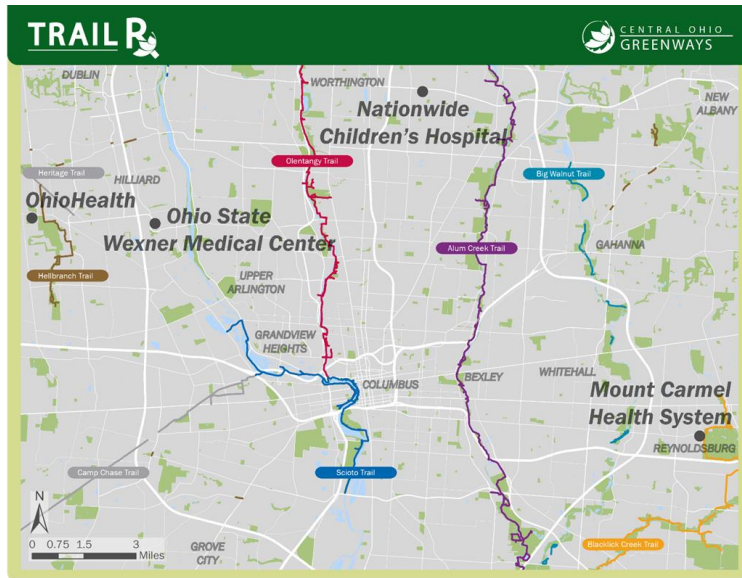 TRAIL Rx
CENTRAL OHIO
GREENWAYS
DUBLIN
WORTHINGTON
NEW
ALBANY
Nationwide
Children's Hospital
Olentangy Trail
Heritage Trail
Big Walnut Trail
HILLIARD
OhioHealth
Ohio State
Wexner Medical Center
Alum Creek Trail
GAHANNA
Hellbranch Trail
UPPER
ARLINGTON
GRANDVIEW
HEIGHTS
COLUMBUS
BEXLEY
WHITEHALL
Mount Carmel
Health System
REYNOLDSBURG
Camp Chase Trail
Scioto Trail
N
0 0.75 1.5 3
Miles
GROVE
CITY
Blacklick Creek Trail